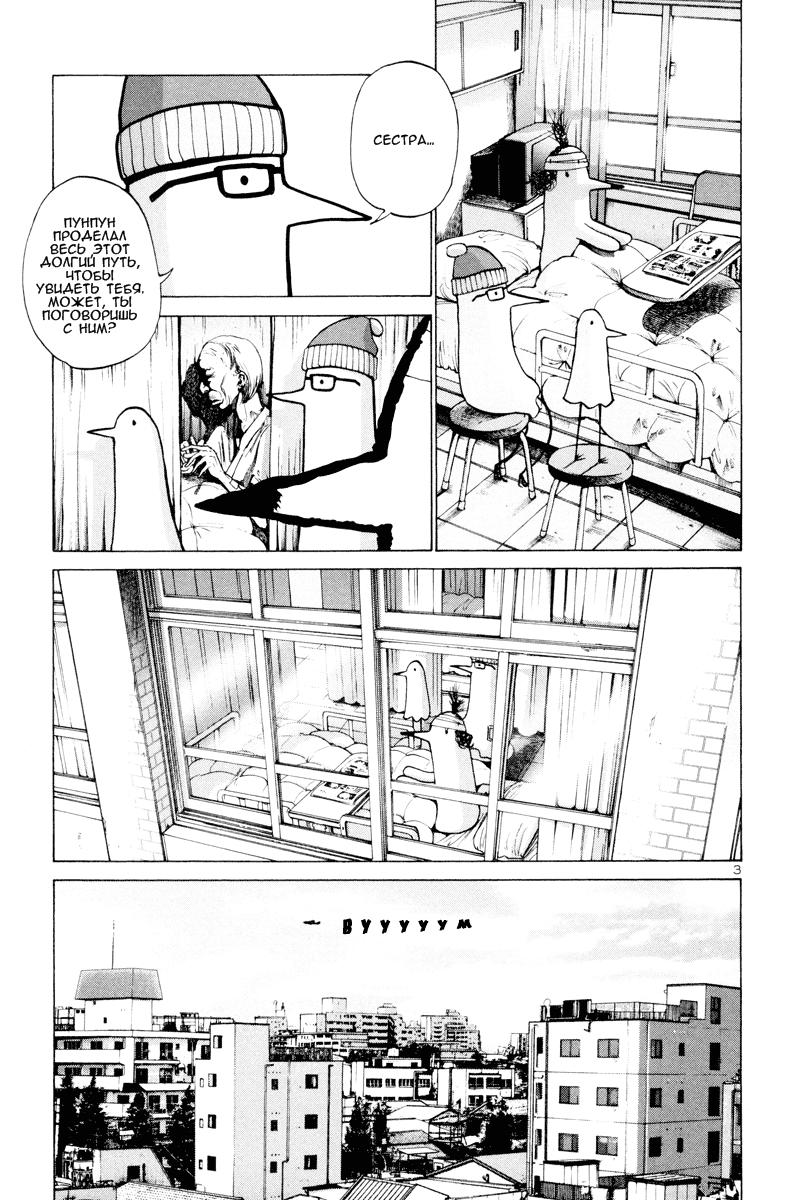 СЕСТРА...
ПУНПУН
ПРОДЕЛАЛ
ВЕСЬ ЭТОТ
ДОЛГИЙ ПУТЬ,
ЧТОБЫ
УВИДЕТЬ ТЕБЯ.
МОЖЕТ, ТЫ
ПОГОВОРИШЬ
С НИМ?
3
– ВУУУУУМ